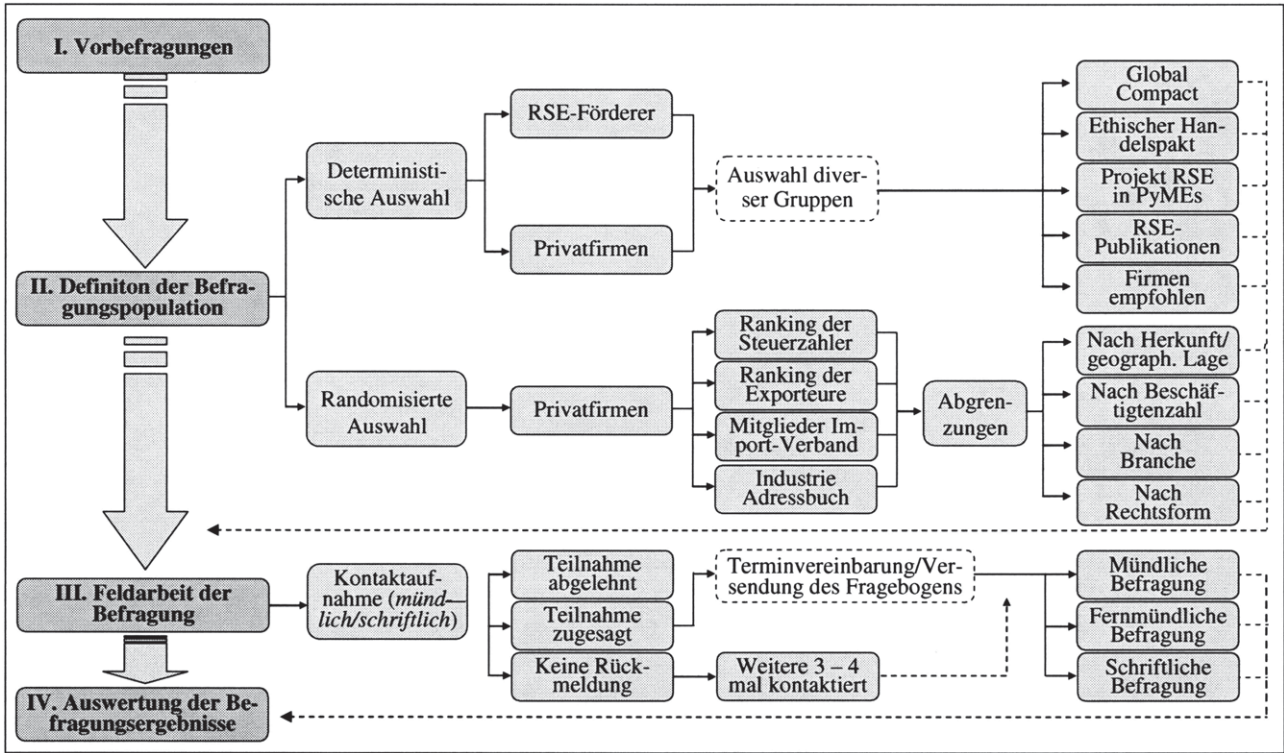 I. Vorbefragungen
II. Definiton der Befra-
gungspopulation
Deterministi-
sche Auswahl
RSE-Förderer
Privatfirmen
Auswahl diver-
ser Gruppen
Global
Compact
Ethischer Han-
delspakt
Projekt RSE
in PyMEs
RSE-
Publikationen
Firmen
empfohlen
Randomisierte
Auswahl
Privatfirmen
Ranking der
Steuerzahler
Ranking der
Exporteure
Mitglieder Im-
port-Verband
Industrie
Adressbuch
Abgren-
zungen
Nach Herkunft/
geograph. Lage
Nach Beschäf-
tigtenzahl
Nach
Branche
Nach
Rechtsform
III. Feldarbeit der
Befragung
Kontaktauf-
nahme (münd-
lich/schriftlich)
Teilnahme
abgelehnt
Teilnahme
zugesagt
Keine Rück-
meldung
Terminvereinbarung/Ver-
sendung des Fragebogens
Weitere 3 – 4
mal kontaktiert
Mündliche
Befragung
Fernmündliche
Befragung
Schriftliche
Befragung
IV. Auswertung der Be-
fragungsergebnisse